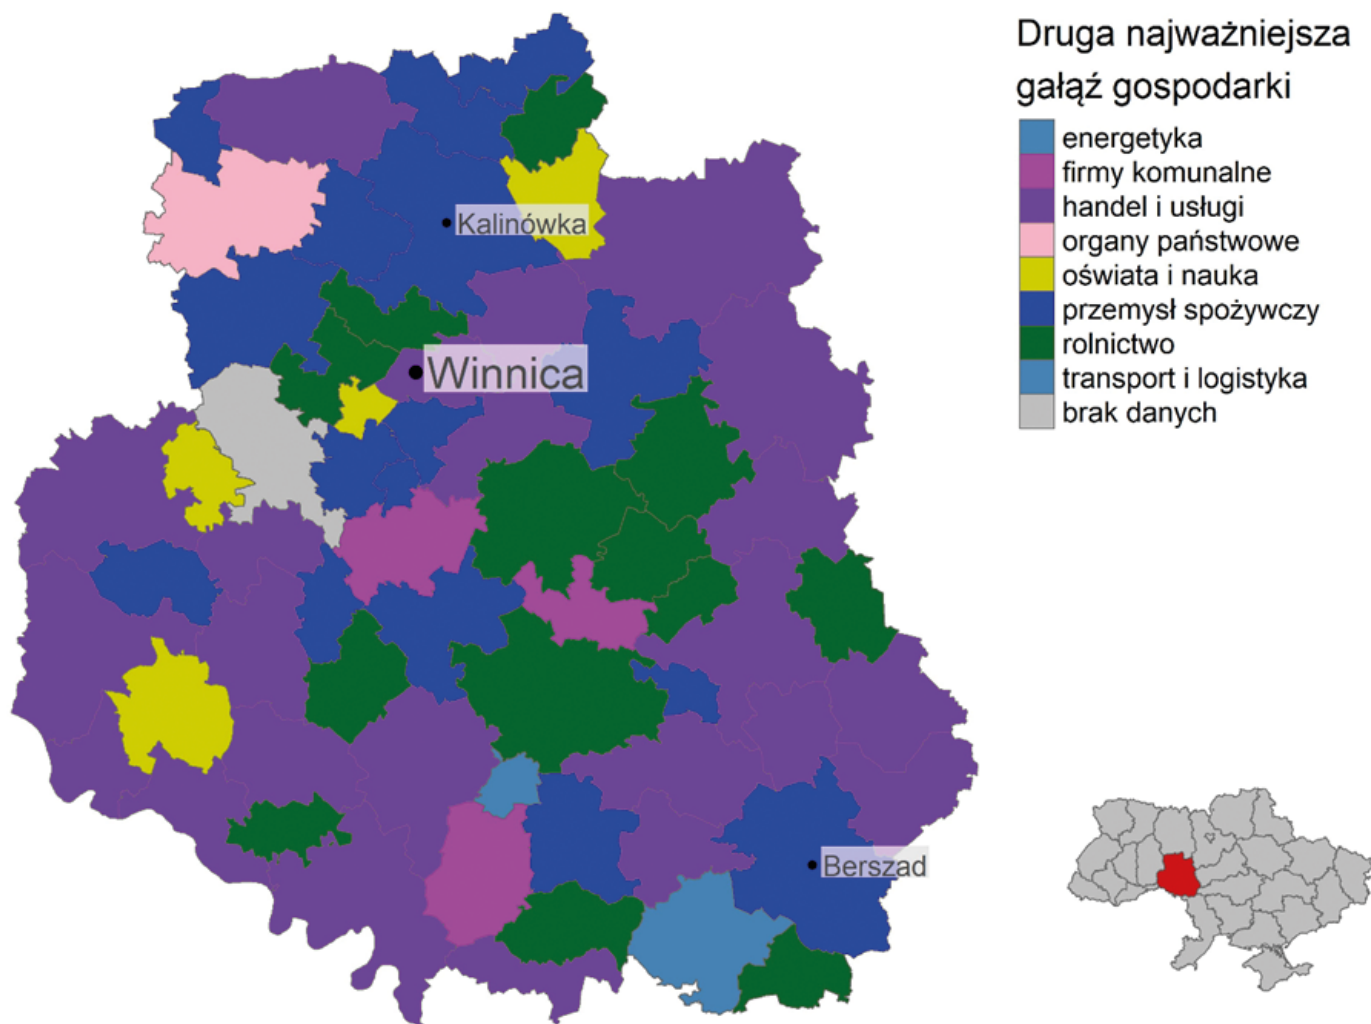 Druga najważniejsza
gałąź gospodarki
energetyka
firmy komunalne
handel i usługi
organy państwowe
oświata i nauka
przemysł spożywczy
rolnictwo
transport i logistyka
brak danych
Kalinówka
Winnica
Berszad